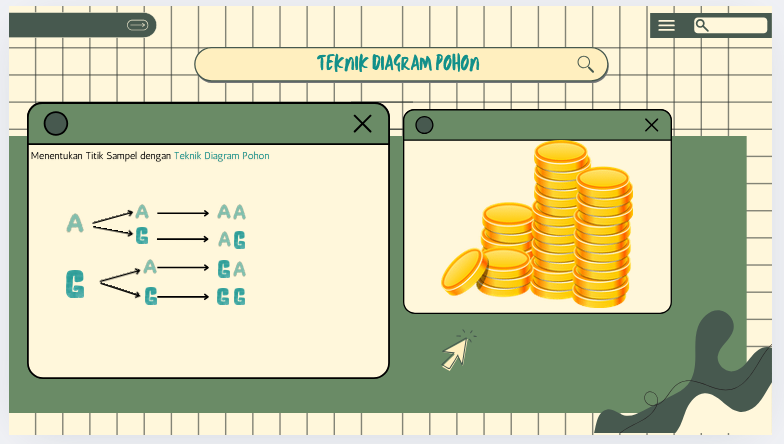 TEKNIK DIAGRAM POHON
Menentukan Titik Sampel dengan Teknik Diagram Pohon
A
A
AA
G
AG
G
A
GA
G
GG